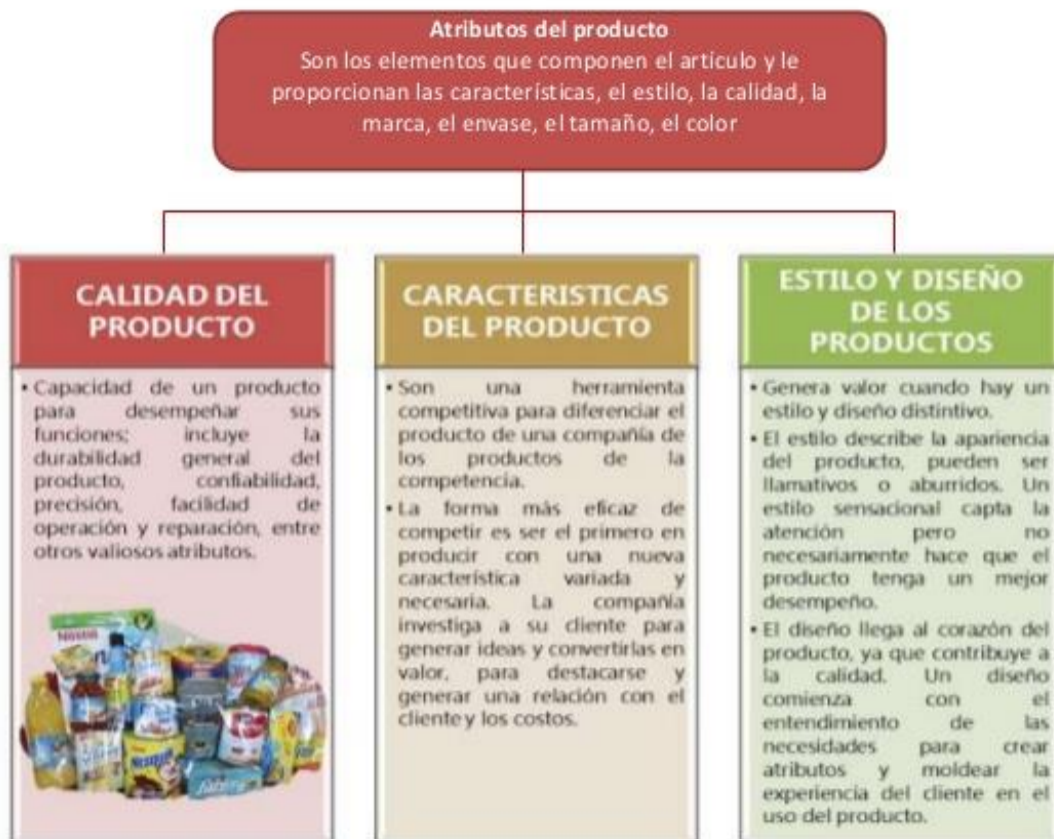 Atributos del producto
Son los elementos que componen el artículo y le
proporcionan las características, el estilo, la calidad, la
marca, el envase, el tamaño, el color
CALIDAD DEL
PRODUCTO
• Capacidad de un producto
para desempeñar sus
funciones; incluye la
durabilidad general del
producto, confiabilidad,
precisión, facilidad de
operación y reparación, entre
otros valiosos atributos.
Nestlé
NESQUIK
CARACTERISTICAS
DEL PRODUCTO
• Son una herramienta
competitiva para diferenciar el
producto de una compañía de
los productos de la
competencia.
• La forma más eficaz de
competir es ser el primero en
producir con una nueva
característica variada y
necesaria. La compañía
investiga a su cliente para
generar ideas y convertirlas en
valor, para destacarse y
generar una relación con el
cliente y los costos.
ESTILO Y DISEÑO
DE LOS
PRODUCTOS
• Genera valor cuando hay un
estilo y diseño distintivo.
• El estilo describe la apariencia
del producto, pueden ser
llamativos o aburridos. Un
estilo sensacional capta la
atención pero no
necesariamente hace que el
producto tenga un mejor
desempeño.
• El diseño llega al corazón del
producto, ya que contribuye a
la calidad. Un diseño
comienza con el
entendimiento de las
necesidades para crear
atributos y moldear la
experiencia del cliente en el
uso del producto.